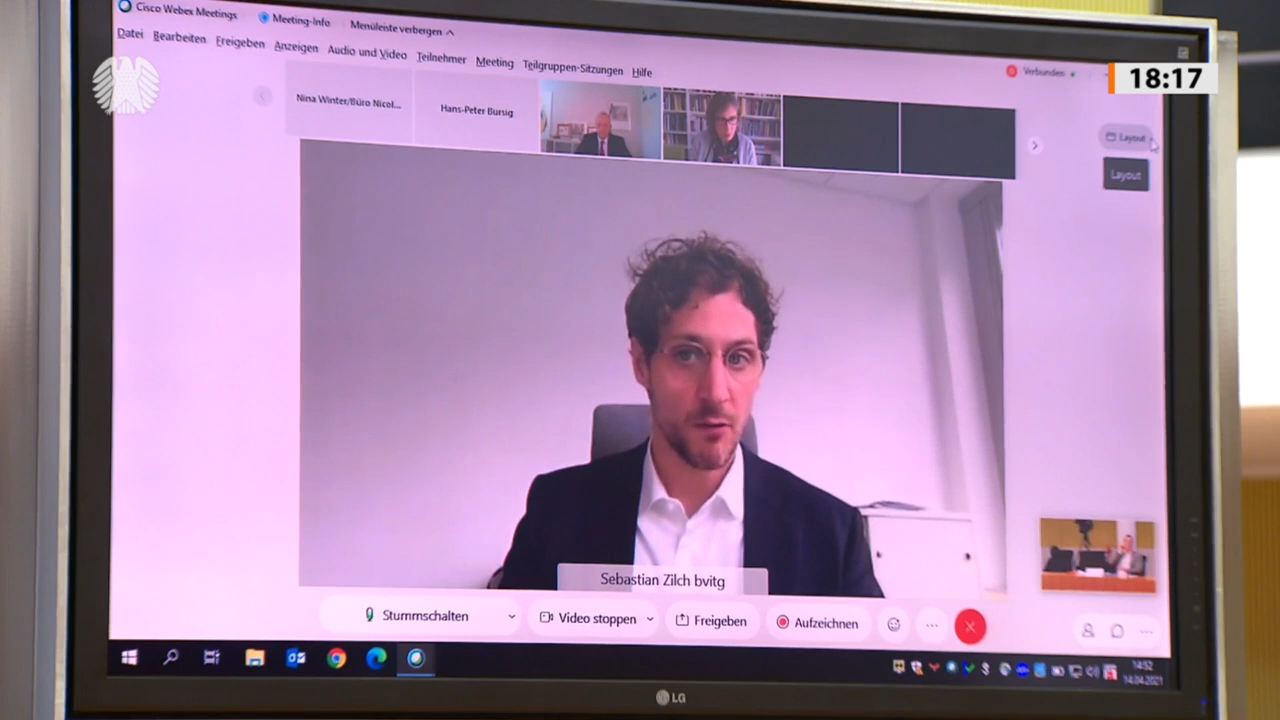 Cisco Webex Meetings
Meeting-Info
Menüleiste verbergen
Datei Bearbeiten Freigeben Anzeigen Audio und Video Teilnehmer Meeting Teilgruppen-Sitzungen Hilfe
Verbunden
18:17
Nina Winter/Büro Nicol...
Hans-Peter Bursig
Layout
Layout
Sebastian Zilch bvitg
Stummschalten
Video stoppen
Freigeben
Aufzeichnen
14:52
14.04.2021
LG